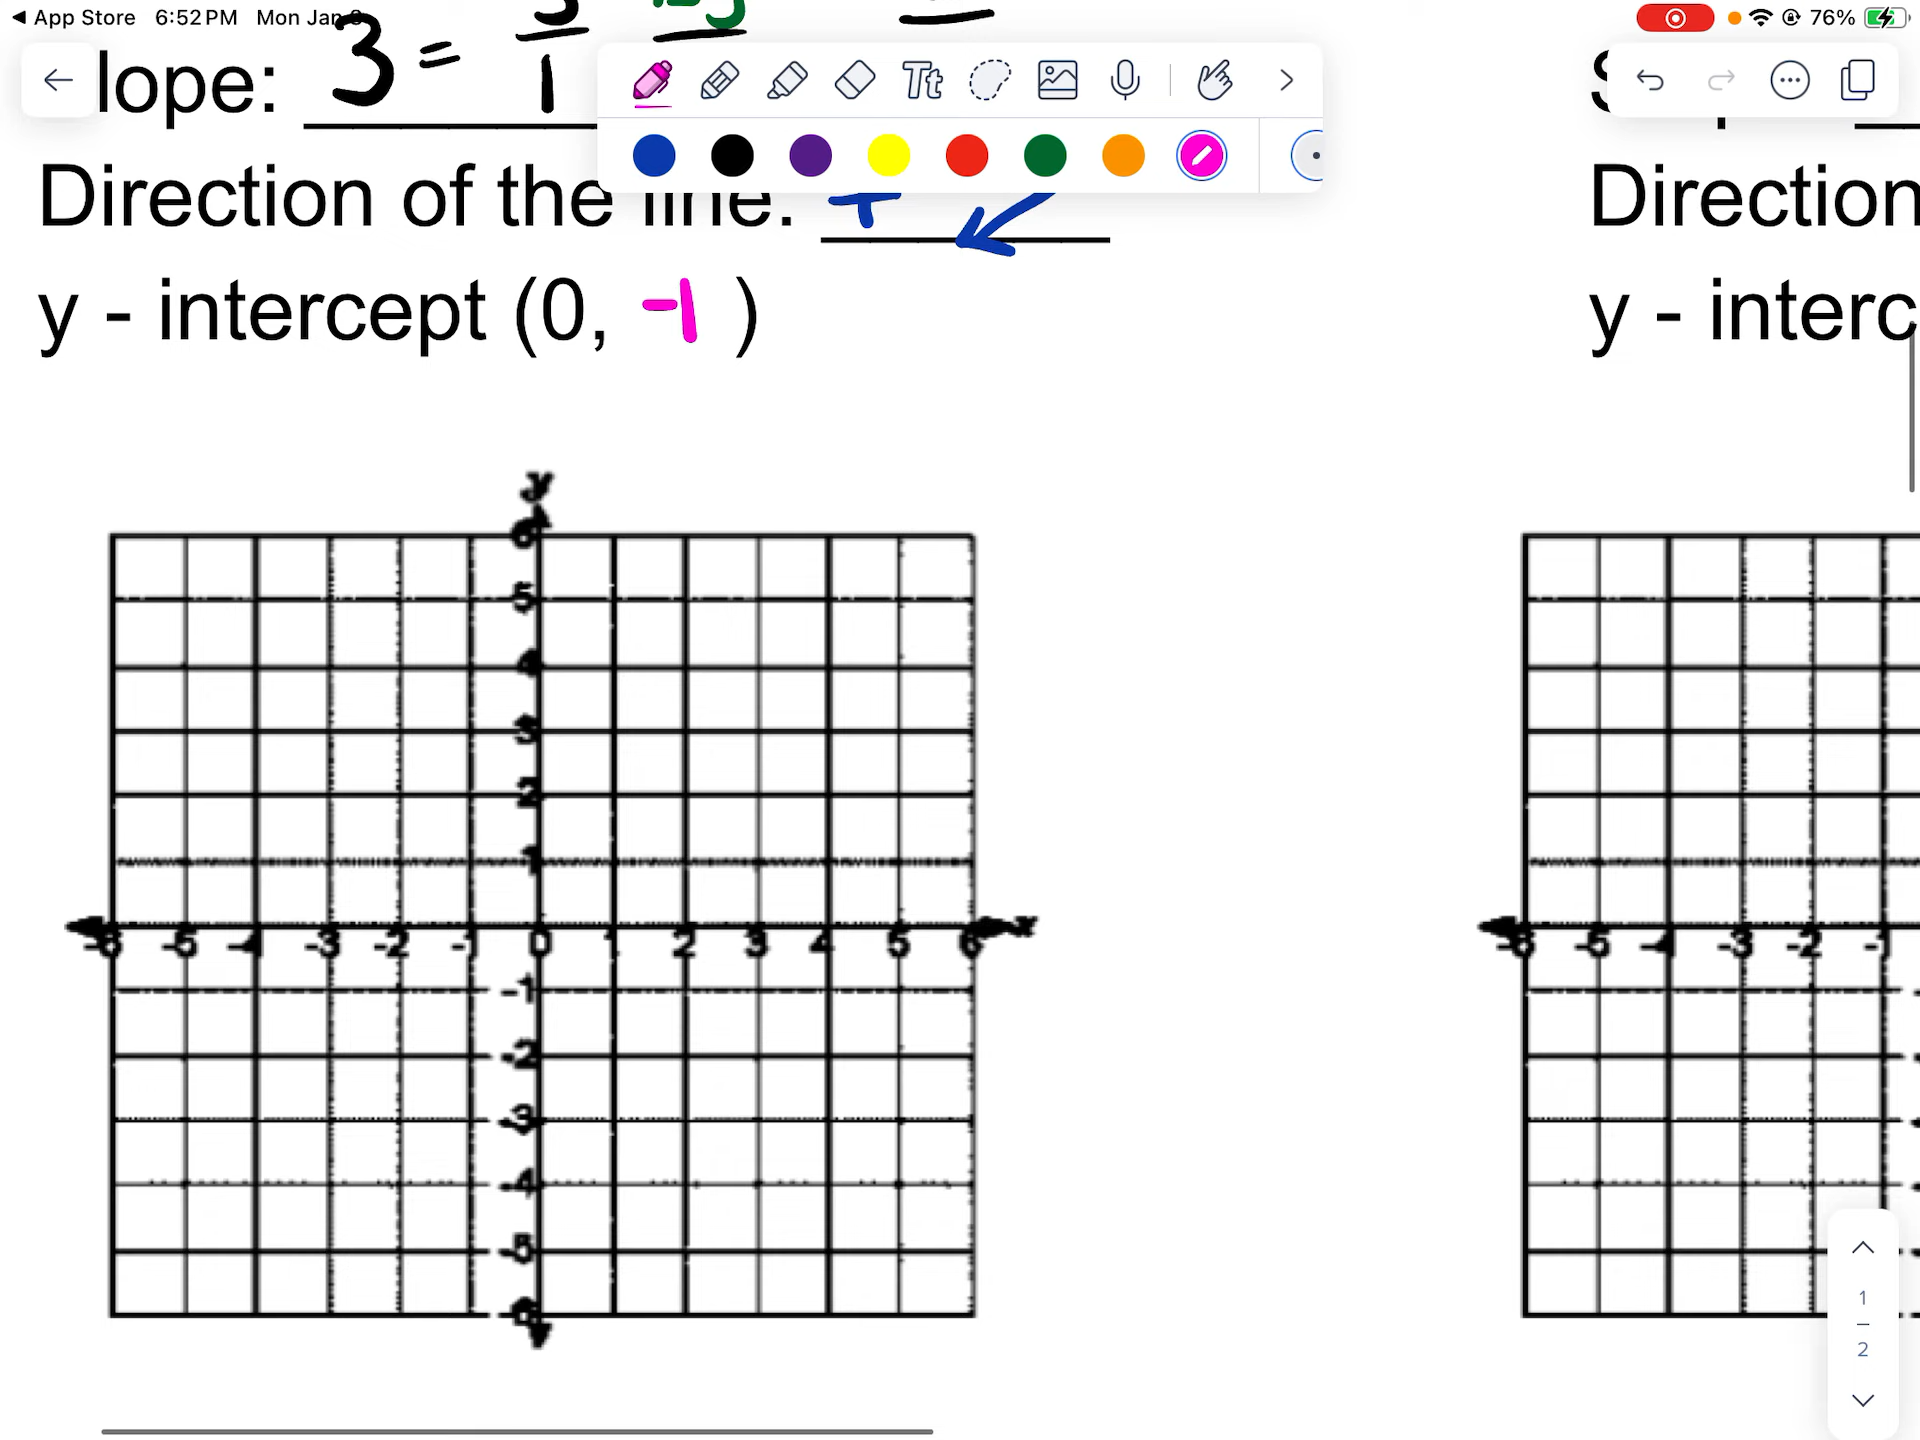 App Store 6:52 PM Mon Jan
76%
lope: 3 = 1
Tt
Direction of the line: +
Direction
y - intercept (0, -1 )
y - interc
y
6
5
4
3
2
1
-6 -5 -4 -3 -2 -1 0 1 2 3 4 5 6 x
-6 -5 -4 -3 -2 -1
-1
-2
-3
-4
-5
-6
1
2